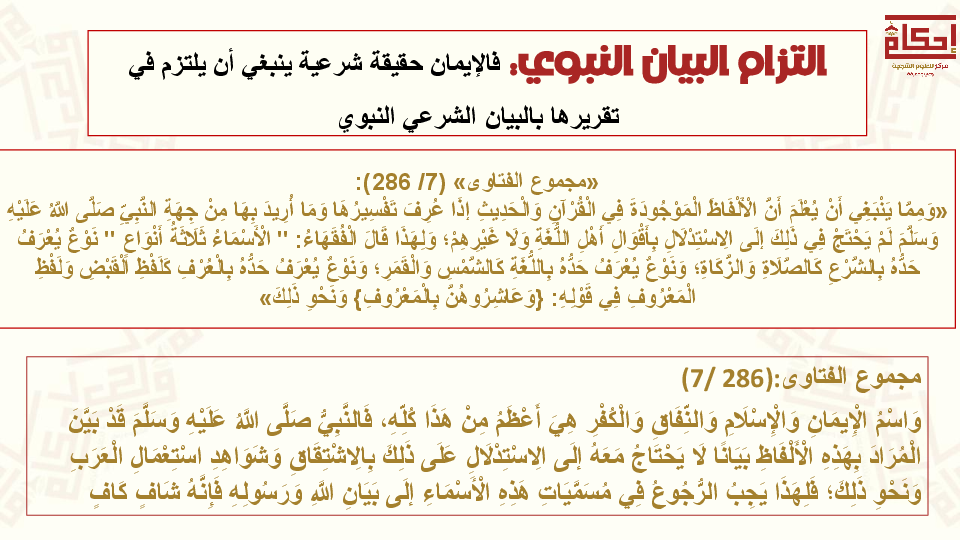 إحكام
مركز للعلوم الشرعية
التزام البيان النبوي: فالإيمان حقيقة شرعية ينبغي أن يلتزم في
تقريرها بالبيان الشرعي النبوي
«مجموع الفتاوى» (7/ 286):
«وَمِمَّا يَنْبَغِي أَنْ يُعْلَمَ أَنَّ الْأَلْفَاظَ الْمَوْجُودَةَ فِي الْقُرْآنِ وَالْحَدِيثِ إذَا عُرِفَ تَفْسِيرُهَا وَمَا أُرِيدَ بِهَا مِنْ جِهَةِ النَّبِيِّ صَلَّى اللهُ عَلَيْهِ
وَسَلَّمَ لَمْ يَحْتَجْ فِي ذَلِكَ إلَى الِاسْتِدْلَالِ بِأَقْوَالِ أَهْلِ اللُّغَةِ وَلَا غَيْرِهِمْ؛ وَلِهَذَا قَالَ الْفُقَهَاءُ: '' الْأَسْمَاءُ ثَلَاثَةُ أَنْوَاعٍ '' نَوْعٌ يُعْرَفُ
حَدُّهُ بِالشَّرْعِ كَالصَّلَاةِ وَالزَّكَاةِ؛ وَنَوْعٌ يُعْرَفُ حَدُّهُ بِاللُّغَةِ كَالشَّمْسِ وَالْقَمَرِ؛ وَنَوْعٌ يُعْرَفُ حَدُّهُ بِالْعُرْفِ كَلَفْظِ الْقَبْضِ وَلَفْظِ
الْمَعْرُوفِ فِي قَوْلِهِ: {وَعَاشِرُوهُنَّ بِالْمَعْرُوفِ} وَنَحْوِ ذَلِكَ»
مجموع الفتاوى:(286 /7)
وَاسْمُ الْإِيمَانِ وَالْإِسْلَامِ وَالنِّفَاقِ وَالْكُفْرِ هِيَ أَعْظَمُ مِنْ هَذَا كُلِّهِ، فَالنَّبِيُّ صَلَّى اللَّهُ عَلَيْهِ وَسَلَّمَ قَدْ بَيَّنَ
الْمُرَادَ بِهَذِهِ الْأَلْفَاظِ بَيَانًا لَا يَحْتَاجُ مَعَهُ إلَى الِاسْتِدْلَالِ عَلَى ذَلِكَ بِالِاشْتِقَاقِ وَشَوَاهِدِ اسْتِعْمَالِ الْعَرَبِ
وَنَحْوِ ذَلِكَ؛ فَلِهَذَا يَجِبُ الرُّجُوعُ فِي مُسَمَّيَاتِ هَذِهِ الْأَسْمَاءِ إلَى بَيَانِ اللَّهِ وَرَسُولِهِ فَإِنَّهُ شَافٍ كَافٍ